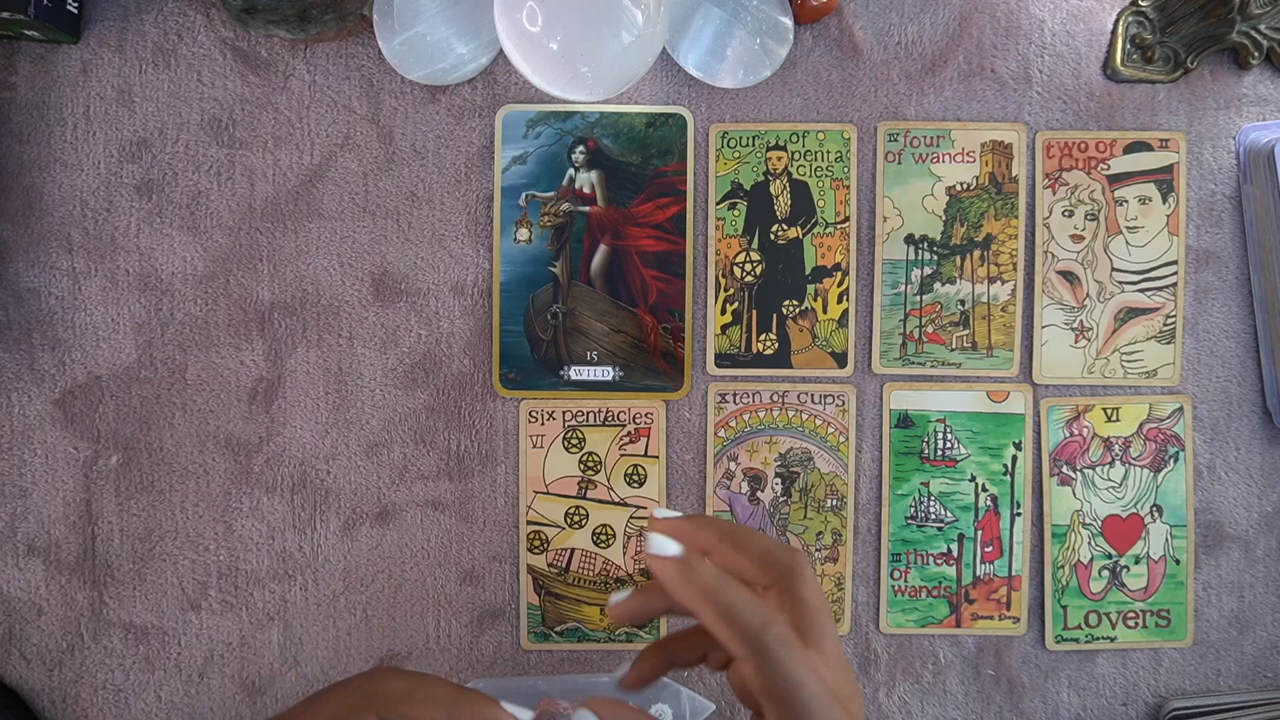 15
WILD
four of
penta
cles
IV four
of wands
two of II
Cups
six pentacles
VI
x ten of cups
III three
of
wands
VI
Lovers